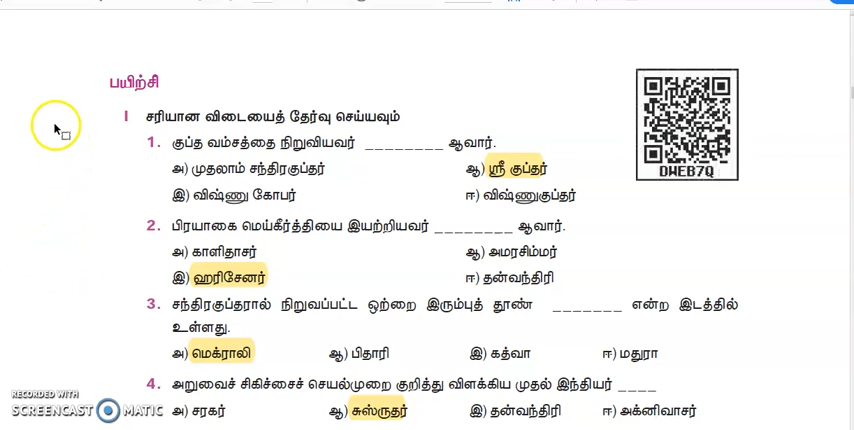 பயிற்சி
I சரியான விடையைத் தேர்வு செய்யவும்
1. குப்த வம்சத்தை நிறுவியவர் ________ ஆவார்.
அ) முதலாம் சந்திரகுப்தர் ஆ) ஸ்ரீ குப்தர்
இ) விஷ்ணு கோபர் ஈ) விஷ்ணுகுப்தர்
DWEB7Q
2. பிரயாகை மெய்கீர்த்தியை இயற்றியவர் ________ ஆவார்.
அ) காளிதாசர் ஆ) அமரசிம்மர்
இ) ஹரிசேனர் ஈ) தன்வந்திரி
3. சந்திரகுப்தரால் நிறுவப்பட்ட ஒற்றை இரும்புத் தூண் _______ என்ற இடத்தில்
உள்ளது.
அ) மெக்ராலி ஆ) பிதாரி இ) கத்வா ஈ) மதுரா
4. அறுவைச் சிகிச்சைச் செயல்முறை குறித்து விளக்கிய முதல் இந்தியர் ____
அ) சரகர் ஆ) சுஸ்ருதர் இ) தன்வந்திரி ஈ) அக்னிவாசர்
RECORDED WITH
SCREENCAST MATIC